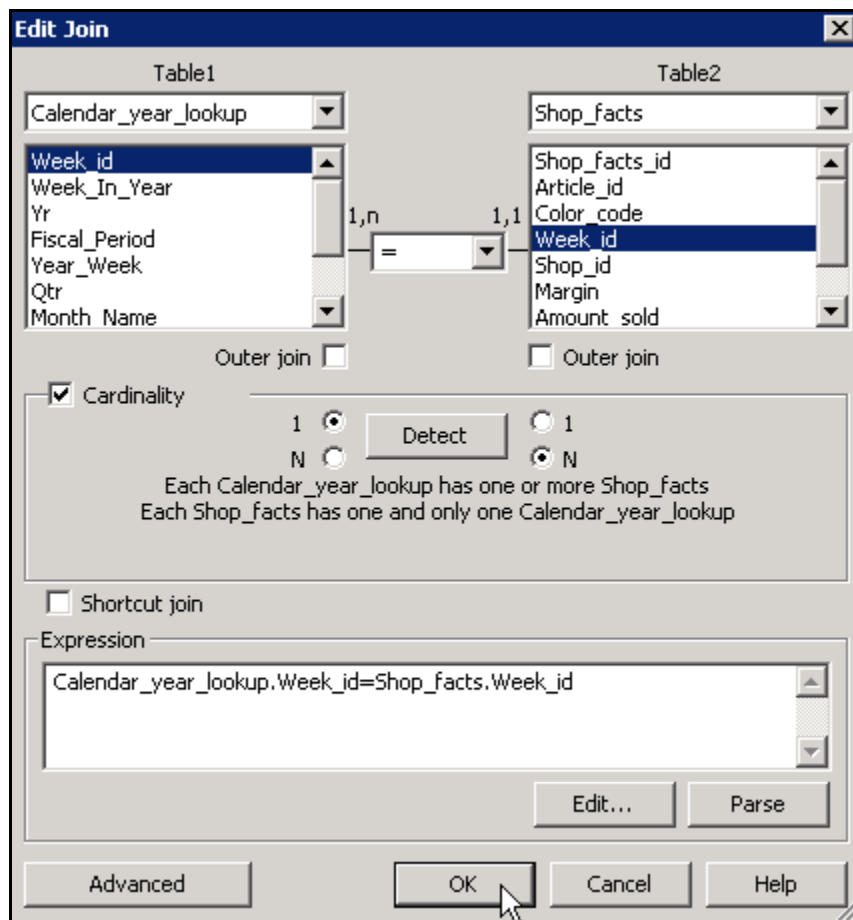 Edit Join
Table1 Table2
Calendar_year_lookup Shop_facts
Week_id
Week_In_Year
Yr
Fiscal_Period
Year_Week
Qtr
Month_Name
1,n 1,1
=
Shop_facts_id
Article_id
Color_code
Week_id
Shop_id
Margin
Amount_sold
Outer join Outer join
Cardinality
1 1
Detect
N N
Each Calendar_year_lookup has one or more Shop_facts
Each Shop_facts has one and only one Calendar_year_lookup
Shortcut join
Expression
Calendar_year_lookup.Week_id=Shop_facts.Week_id
Edit... Parse
Advanced OK Cancel Help